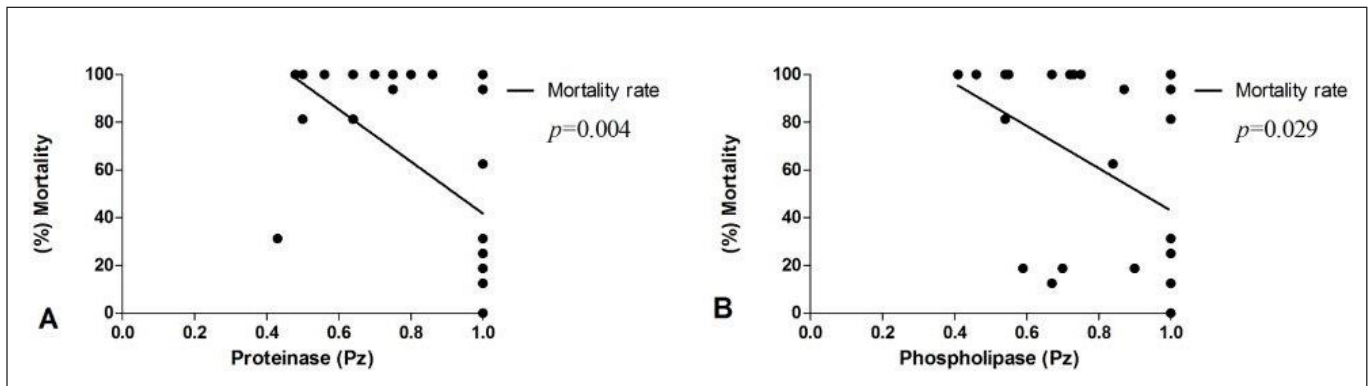 100
80
60
40
20
0
(%) Mortality
0.0 0.2 0.4 0.6 0.8 1.0
Proteinase (Pz)
A
Mortality rate
p=0.004
100
80
60
40
20
0
(%) Mortality
0.0 0.2 0.4 0.6 0.8 1.0
Phospholipase (Pz)
B
Mortality rate
p=0.029